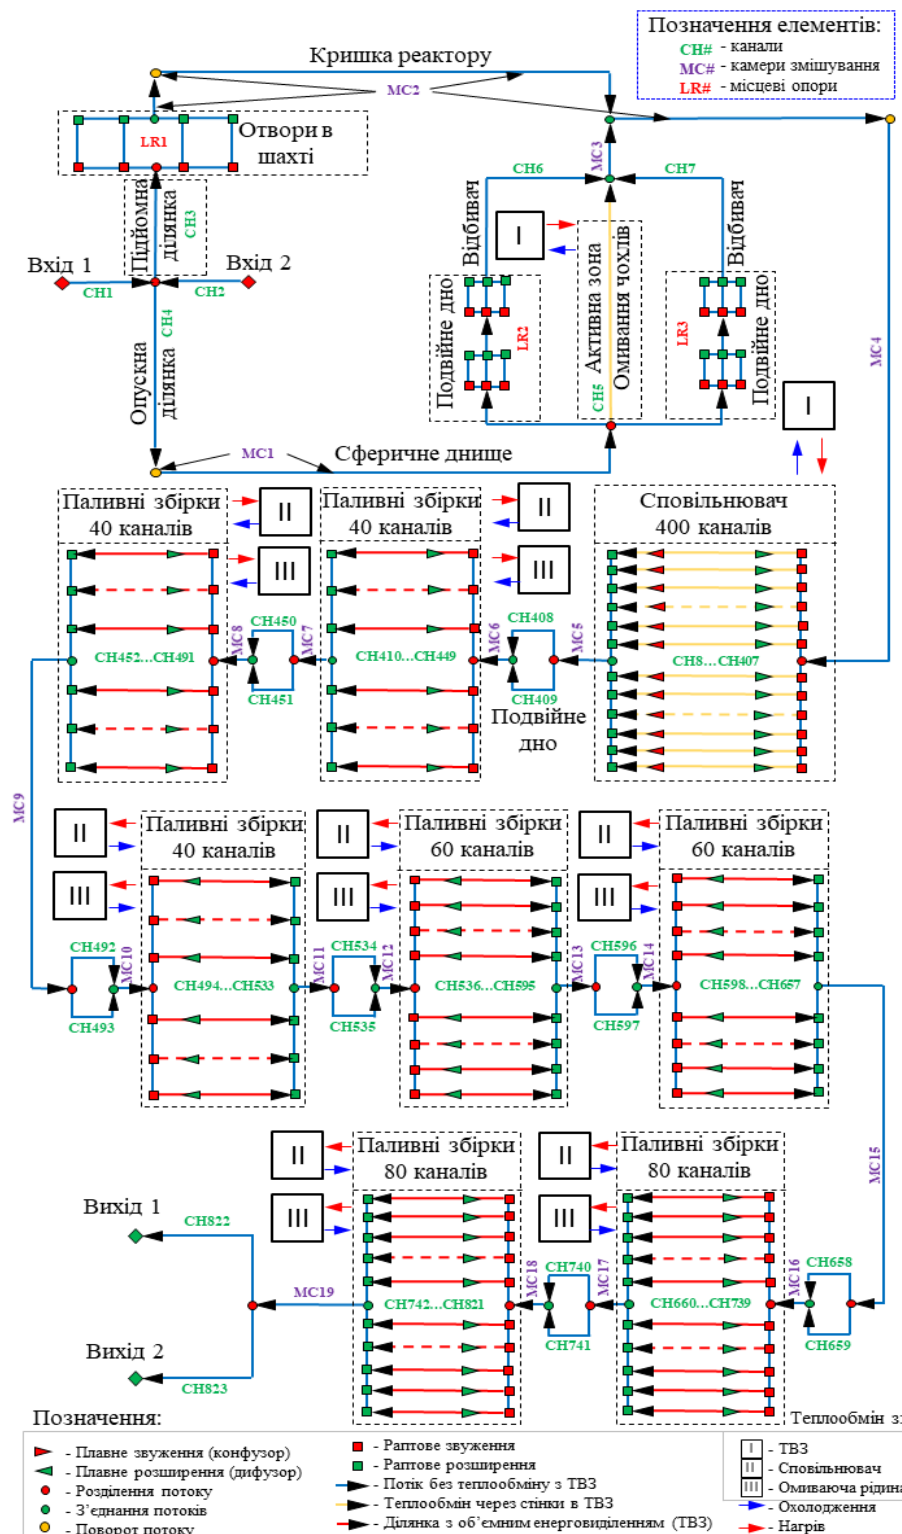 Позначення елементів:
CH# - канали
MC# - камери змішування
LR# - місцеві опори
Кришка реактору
MC2
LR1
Отвори в
шахті
Підйомна
ділянка
CH3
Вхід 1
Вхід 2
CH1
CH2
CH4
Опускна
ділянка
MC1
Сферичне днище
MC3
CH6
CH7
Відбивач
Відбивач
I
Подвійне дно
LR2
CH5
Активна зона
Омивання чохлів
LR3
Подвійне дно
MC4
I
Паливні збірки
40 каналів
II
III
Паливні збірки
40 каналів
II
III
Сповільнювач
400 каналів
CH452...CH491
MC8
CH450
CH451
MC7
CH410...CH449
MC6
CH408
CH409
MC5
CH8...CH407
Подвійне
дно
MC9
II
III
Паливні збірки
40 каналів
II
III
Паливні збірки
60 каналів
II
III
Паливні збірки
60 каналів
CH492
CH493
MC10
CH494...CH533
MC11
CH534
CH535
MC12
CH536...CH595
MC13
CH596
CH597
MC14
CH598...CH657
MC15
II
III
Паливні збірки
80 каналів
II
III
Паливні збірки
80 каналів
Вихід 1
CH822
MC19
CH742...CH821
MC18
CH740
CH741
MC17
CH660...CH739
MC16
CH658
CH659
Вихід 2
CH823
Позначення:
Теплообмін з
- Плавне звуження (конфузор)
- Плавне розширення (дифузор)
- Розділення потоку
- З’єднання потоків
- Поворот потоку
- Раптове звуження
- Раптове розширення
- Потік без теплообміну з ТВЗ
- Теплообмін через стінки в ТВЗ
- Ділянка з об’ємним енерговиділенням (ТВЗ)
I - ТВЗ
II - Сповільнювач
III - Омиваюча рідина
- Охолодження
- Нагрів